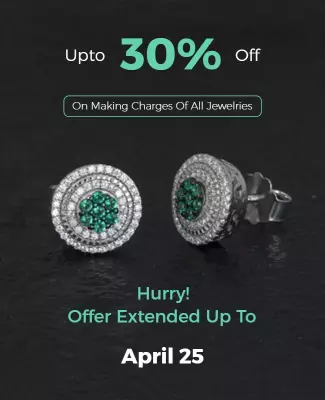 Upto 30% Off
On Making Charges Of All Jewelries
Hurry!
Offer Extended Up To
April 25